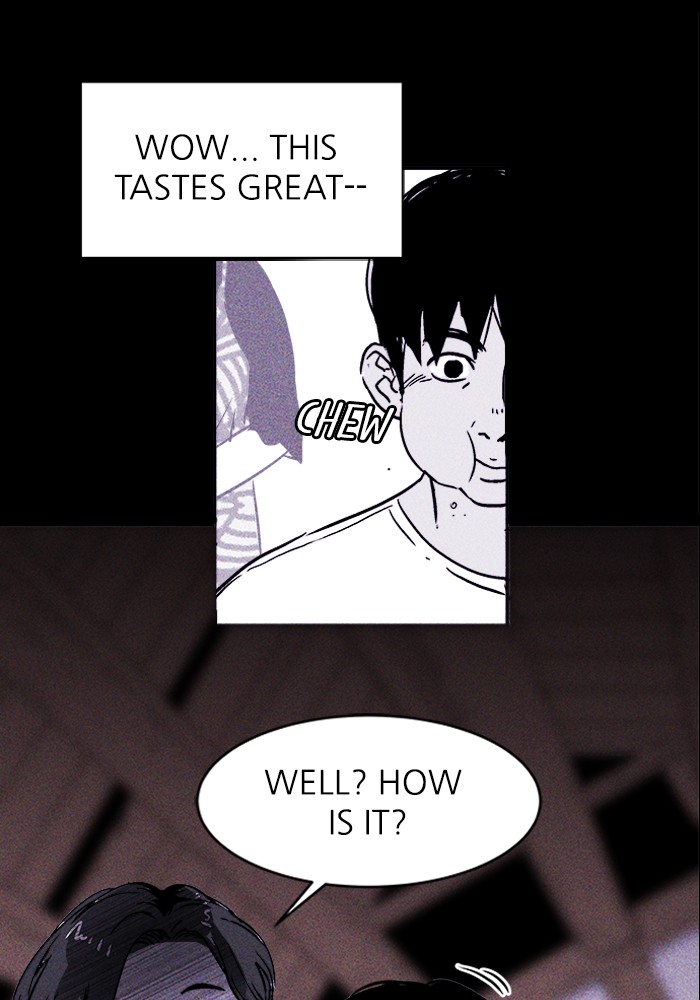 WOW... THIS
TASTES GREAT--
CHEW
WELL? HOW
IS IT?